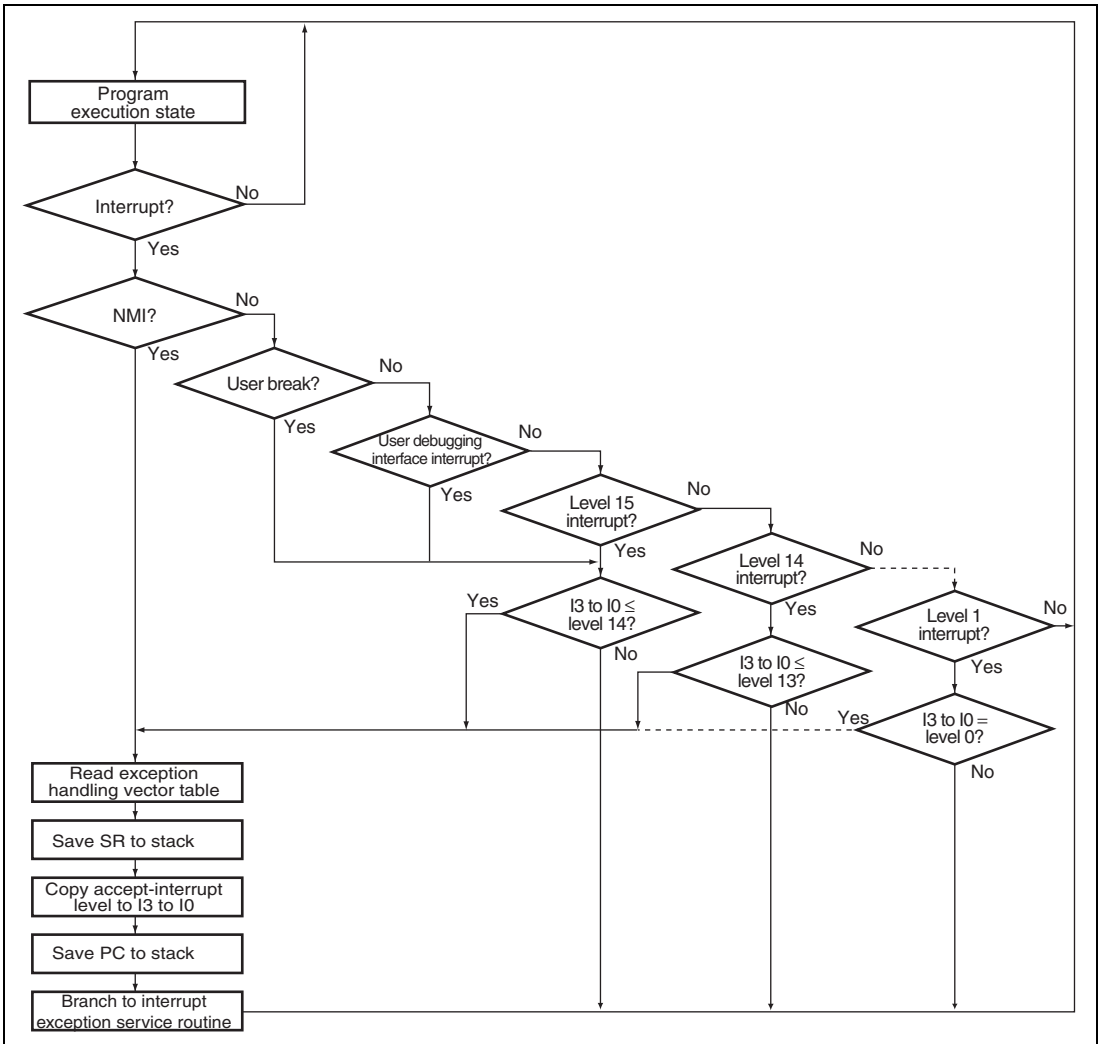 Program
execution state
Interrupt?
No
Yes
NMI?
No
Yes
User break?
No
Yes
User debugging
interface interrupt?
No
Yes
Level 15
interrupt?
No
Yes
Level 14
interrupt?
No
Yes
I3 to I0 ≤
level 14?
Yes
No
Level 1
interrupt?
No
Yes
I3 to I0 ≤
level 13?
No
Yes
I3 to I0 =
level 0?
No
Read exception
handling vector table
Save SR to stack
Copy accept-interrupt
level to I3 to I0
Save PC to stack
Branch to interrupt
exception service routine